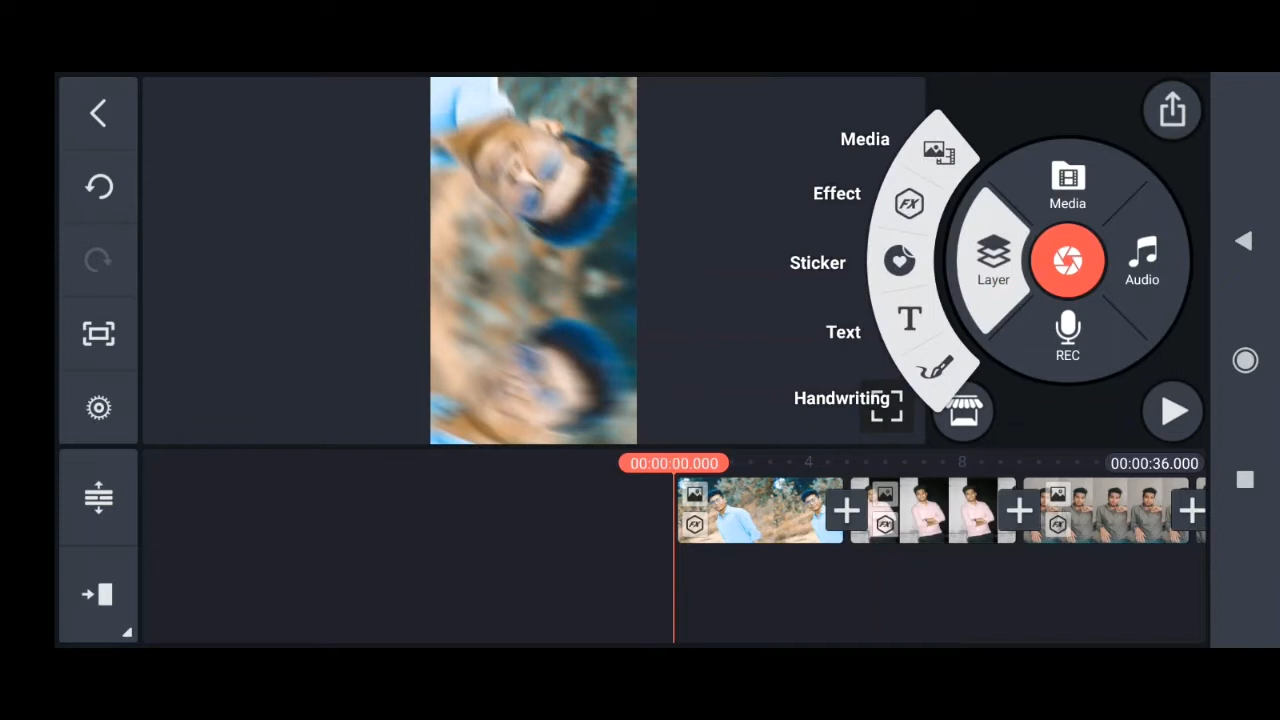 Media
Effect
Sticker
Text
Handwriting
FX
T
Media
Layer
Audio
REC
00:00:00.000
4
8
00:00:36.000